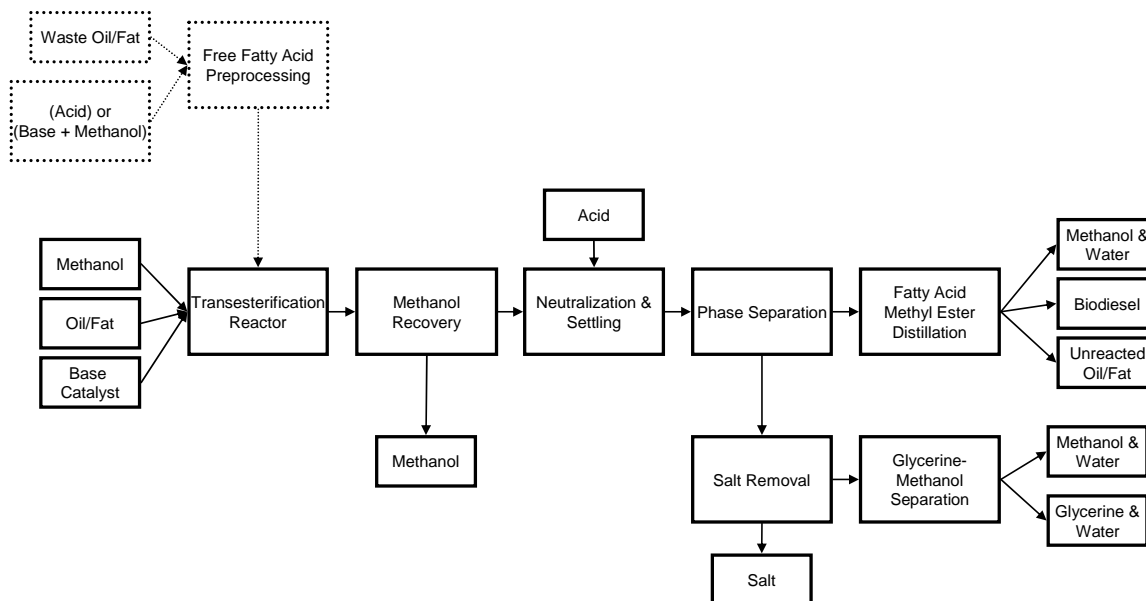 Waste Oil/Fat
Free Fatty Acid
Preprocessing
(Acid) or
(Base + Methanol)
Acid
Methanol
Oil/Fat
Base
Catalyst
Transesterification
Reactor
Methanol
Recovery
Neutralization &
Settling
Phase Separation
Fatty Acid
Methyl Ester
Distillation
Methanol &
Water
Biodiesel
Unreacted
Oil/Fat
Methanol
Salt Removal
Glycerine-
Methanol
Separation
Methanol &
Water
Glycerine &
Water
Salt